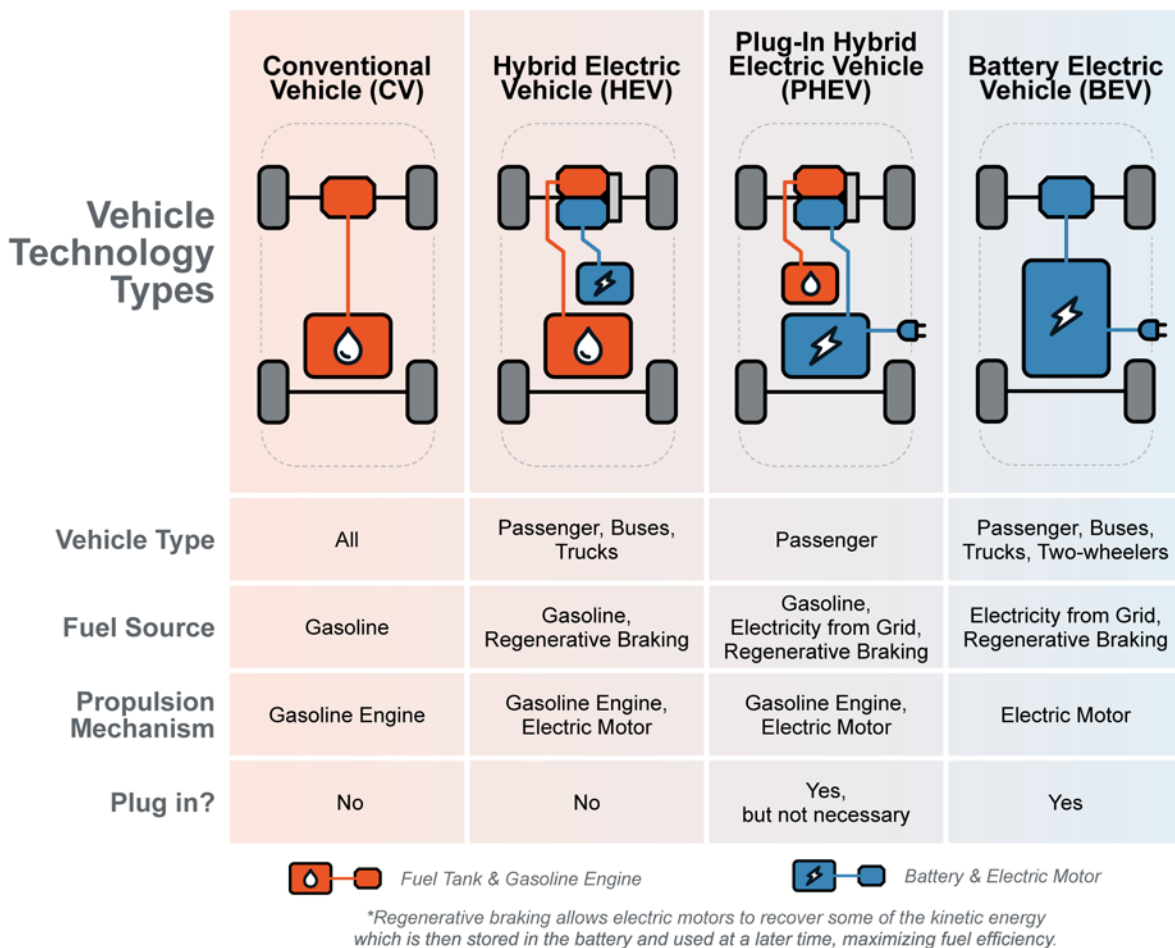 Conventional
Vehicle (CV)
Hybrid Electric
Vehicle (HEV)
Plug-In Hybrid
Electric Vehicle
(PHEV)
Battery Electric
Vehicle (BEV)
Vehicle
Technology
Types
Vehicle Type
All
Passenger, Buses,
Trucks
Passenger
Passenger, Buses,
Trucks, Two-wheelers
Fuel Source
Gasoline
Gasoline,
Regenerative Braking
Gasoline,
Electricity from Grid,
Regenerative Braking
Electricity from Grid,
Regenerative Braking
Propulsion
Mechanism
Gasoline Engine
Gasoline Engine,
Electric Motor
Gasoline Engine,
Electric Motor
Electric Motor
Plug in?
No
No
Yes,
but not necessary
Yes
Fuel Tank & Gasoline Engine
Battery & Electric Motor
*Regenerative braking allows electric motors to recover some of the kinetic energy
which is then stored in the battery and used at a later time, maximizing fuel efficiency.